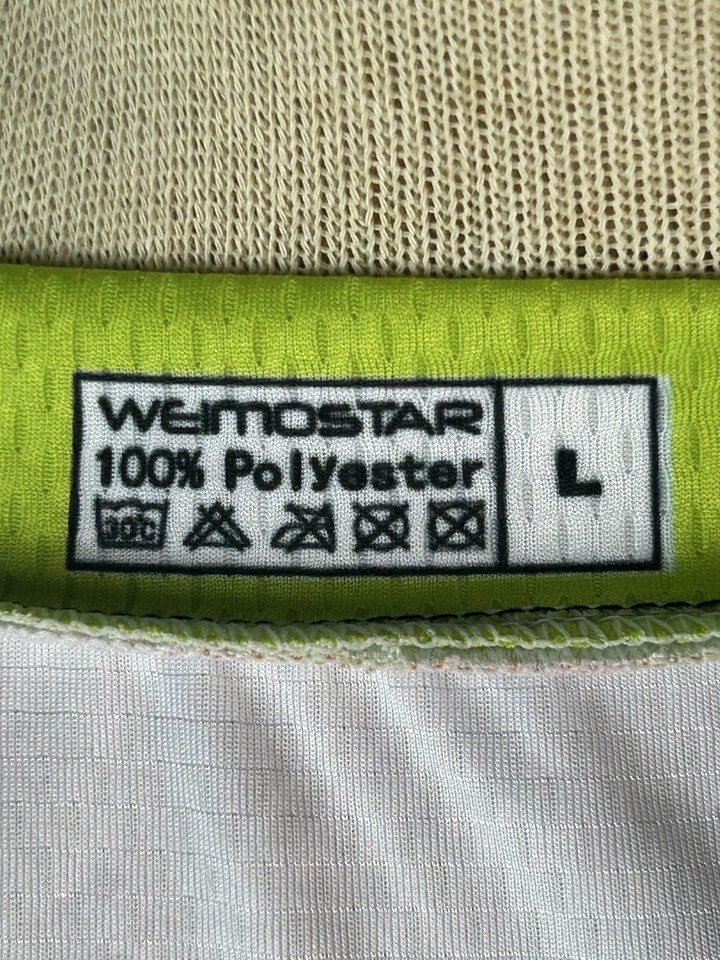 WEIMOSTAR
100% Polyester
30°C
L